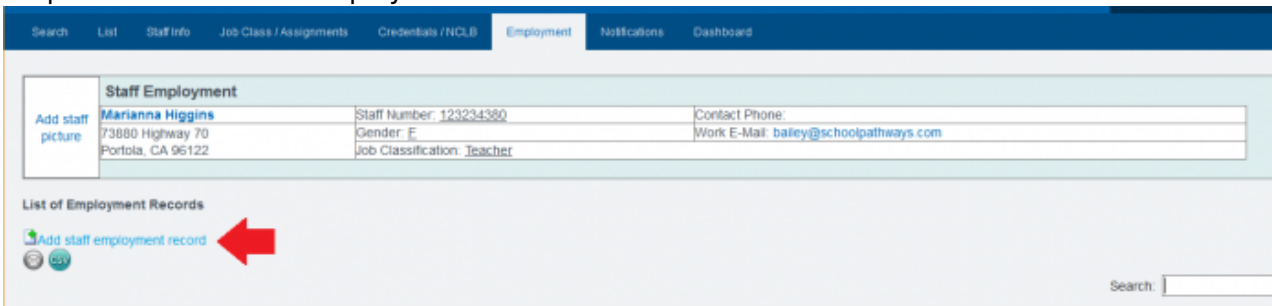 Search List Staff Info Job Class / Assignments Credentials / NCLB Employment Notifications Dashboard
Staff Employment
Add staff picture
Marianna Higgins Staff Number: 123234380 Contact Phone:
73880 Highway 70 Gender: F Work E-Mail: bailey@schoolpathways.com
Portola, CA 96122 Job Classification: Teacher
List of Employment Records
Add staff employment record
CSV
Search: